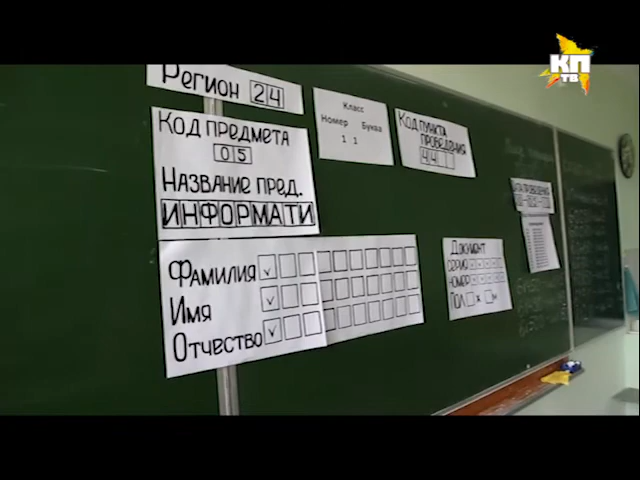 КП
ТВ
Регион 24
Класс
Номер Буква
1 1
Код пункта
проведения
44
Код предмета
05
Название пред.
ИНФОРМАТИ
Фамилия V
Имя V
Отчество V
Документ
серия
номер
Пол Ж М